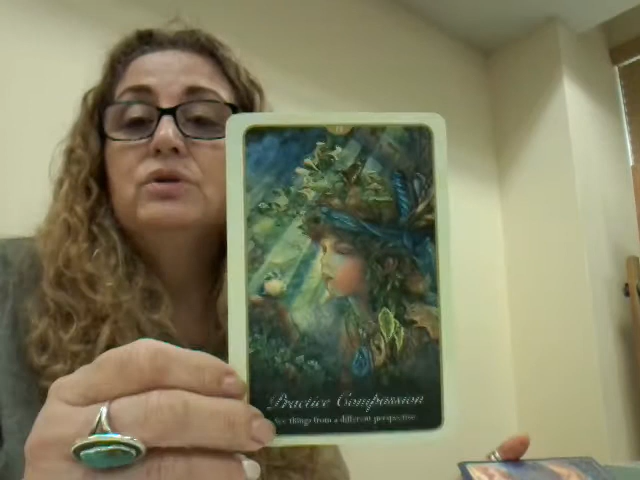 Practice Compassion
See things from a different perspective.